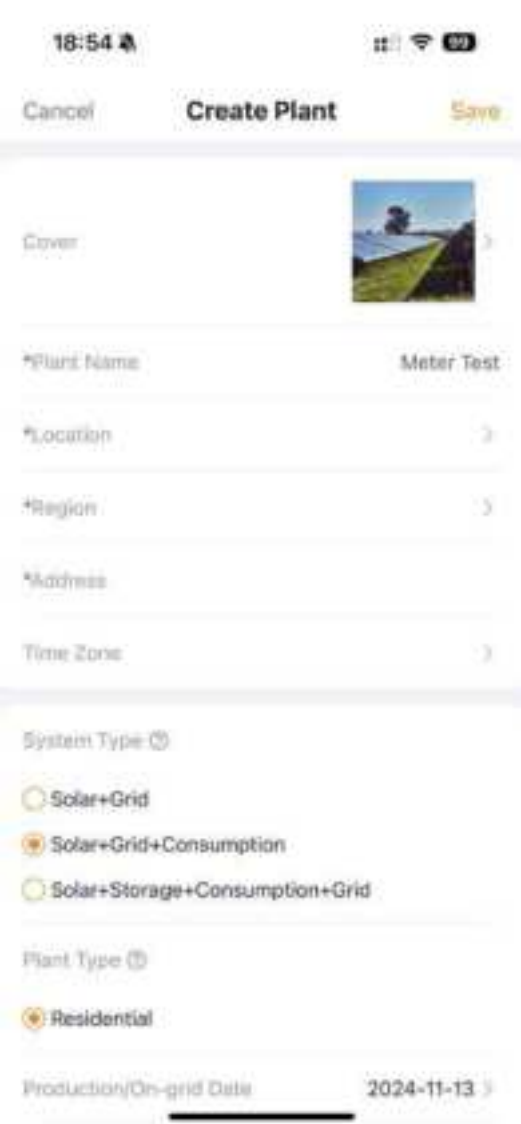 18:54
99
Cancel Create Plant Save
Cover
*Plant Name Meter Test
*Location
*Region
*Address
Time Zone
System Type ?
Solar+Grid
Solar+Grid+Consumption
Solar+Storage+Consumption+Grid
Plant Type ?
Residential
Production/On-grid Date 2024-11-13